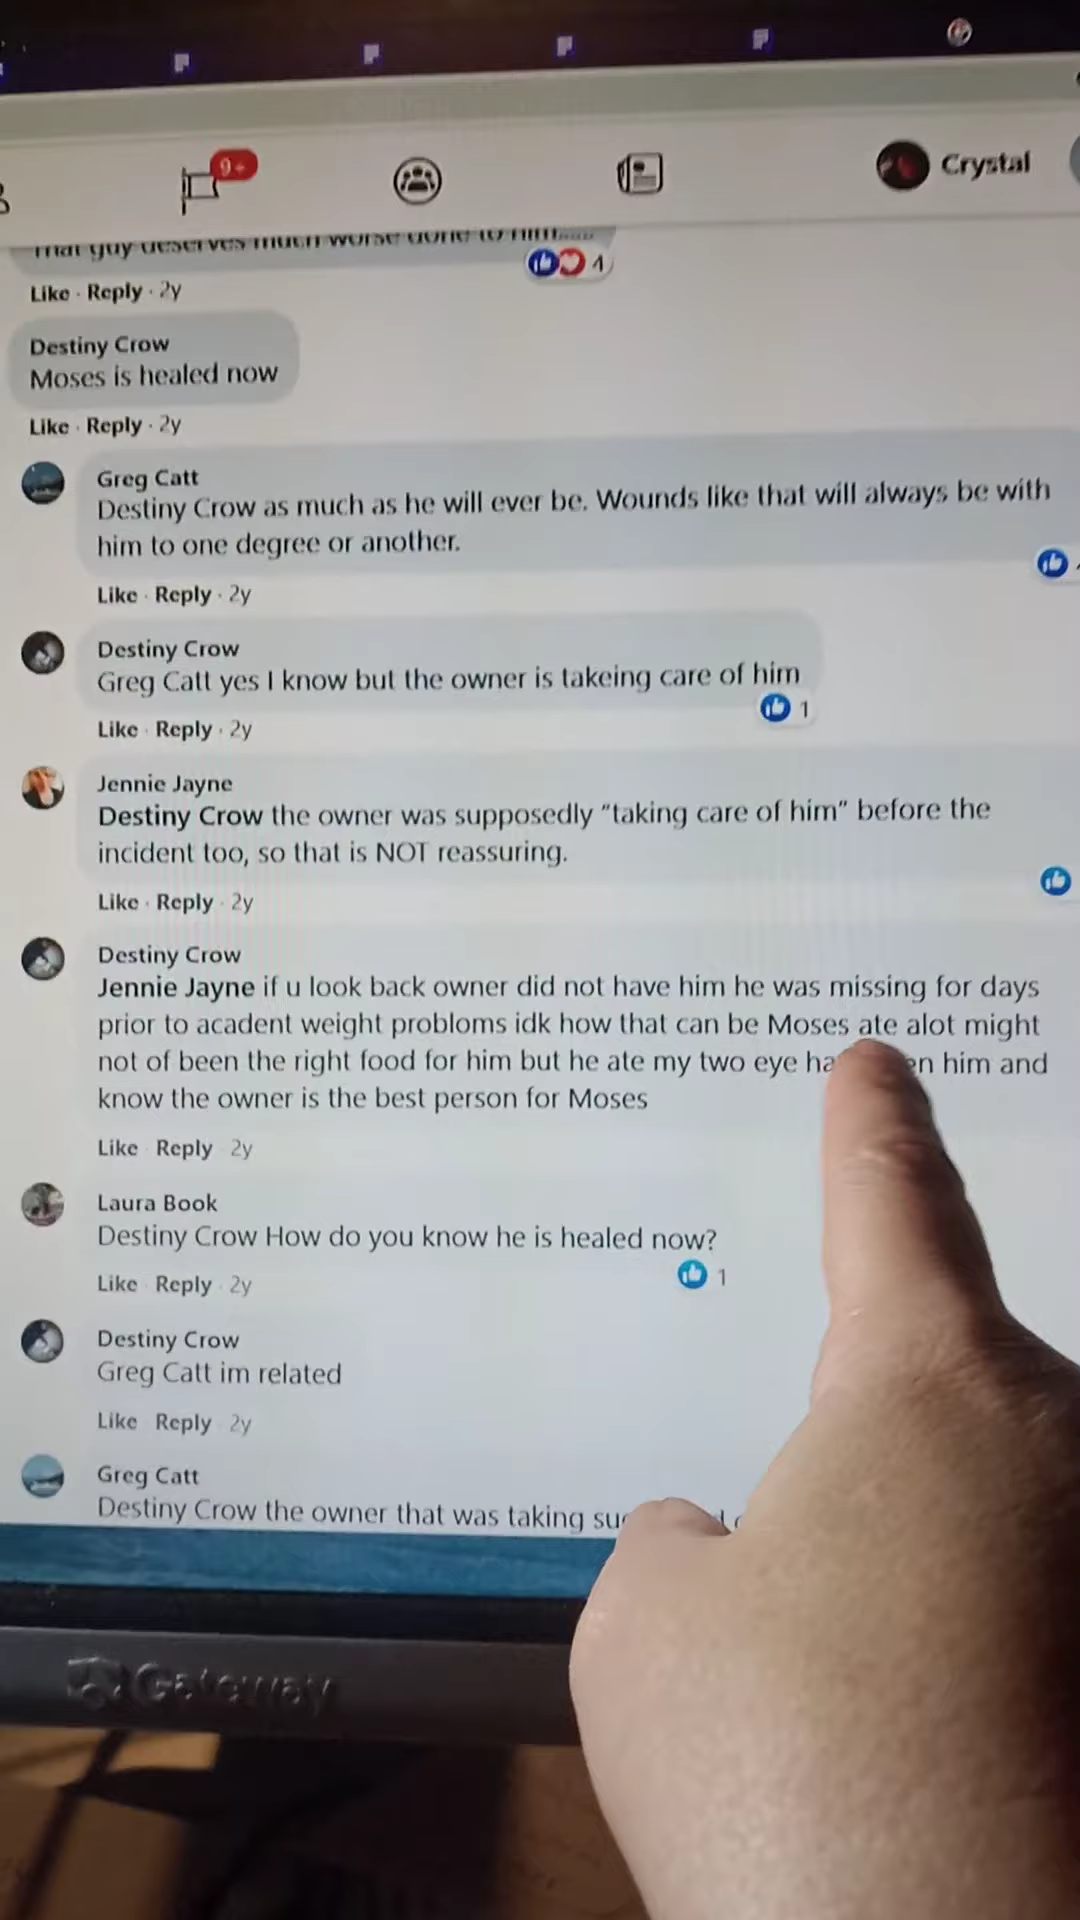 9+
Crystal
That guy deserves much worse done to him......
4
Like · Reply · 2y
Destiny Crow
Moses is healed now
Like · Reply · 2y
Greg Catt
Destiny Crow as much as he will ever be. Wounds like that will always be with
him to one degree or another.
Like · Reply · 2y
Destiny Crow
Greg Catt yes I know but the owner is takeing care of him
1
Like · Reply · 2y
Jennie Jayne
Destiny Crow the owner was supposedly "taking care of him" before the
incident too, so that is NOT reassuring.
Like · Reply · 2y
Destiny Crow
Jennie Jayne if u look back owner did not have him he was missing for days
prior to acadent weight probloms idk how that can be Moses ate alot might
not of been the right food for him but he ate my two eye him and
know the owner is the best person for Moses
Like Reply 2y
Laura Book
Destiny Crow How do you know he is healed now?
1
Like · Reply · 2y
Destiny Crow
Greg Catt im related
Like Reply 2y
Greg Catt
Destiny Crow the owner that was taking
Gateway